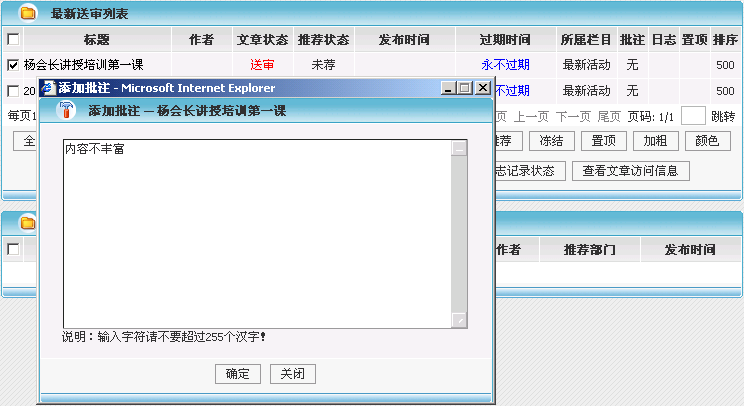 最新送审列表
标题 作者 文章状态 推荐状态 发布时间 过期时间 所属栏目 批注 日志 置顶 排序
杨会长讲授培训第一课 送审 未荐 永不过期 最新活动 无 500
20 永不过期 最新活动 无 500
每页1 页 上一页 下一页 尾页 页码: 1/1 跳转
全 推荐 冻结 置顶 加粗 颜色
志记录状态 查看文章访问信息
作者 推荐部门 发布时间
添加批注 - Microsoft Internet Explorer
添加批注 — 杨会长讲授培训第一课
内容不丰富
说明：输入字符请不要超过255个汉字！
确定 关闭